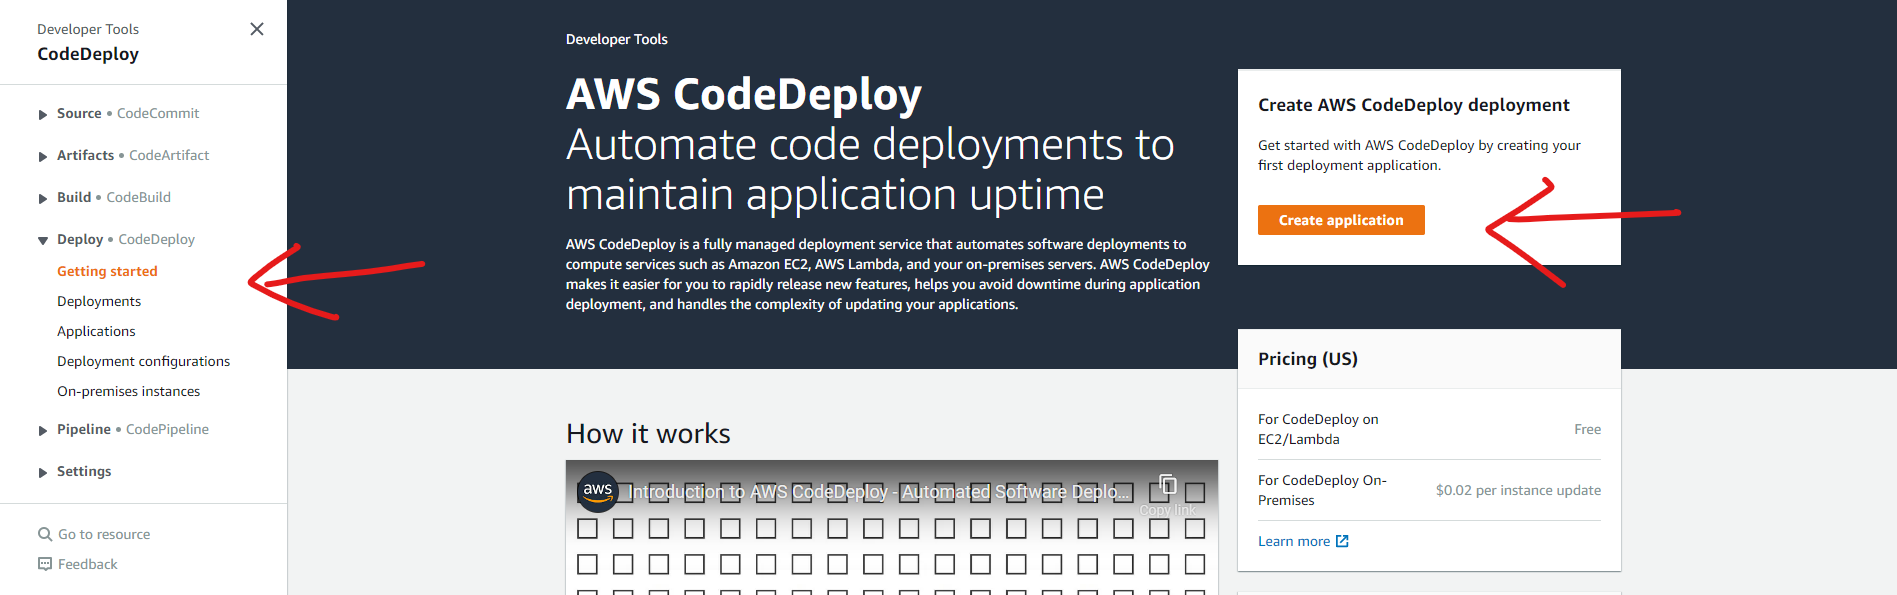 Developer Tools
CodeDeploy
Source • CodeCommit
Artifacts • CodeArtifact
Build • CodeBuild
Deploy • CodeDeploy
Getting started
Deployments
Applications
Deployment configurations
On-premises instances
Pipeline • CodePipeline
Settings
Go to resource
Feedback
Developer Tools
AWS CodeDeploy
Automate code deployments to
maintain application uptime
AWS CodeDeploy is a fully managed deployment service that automates software deployments to
compute services such as Amazon EC2, AWS Lambda, and your on-premises servers. AWS CodeDeploy
makes it easier for you to rapidly release new features, helps you avoid downtime during application
deployment, and handles the complexity of updating your applications.
Create AWS CodeDeploy deployment
Get started with AWS CodeDeploy by creating your
first deployment application.
Create application
Pricing (US)
For CodeDeploy on
EC2/Lambda
Free
For CodeDeploy On-
Premises
$0.02 per instance update
Learn more
How it works
aws
Introduction to AWS CodeDeploy - Automated Software Deplo...
Copy link